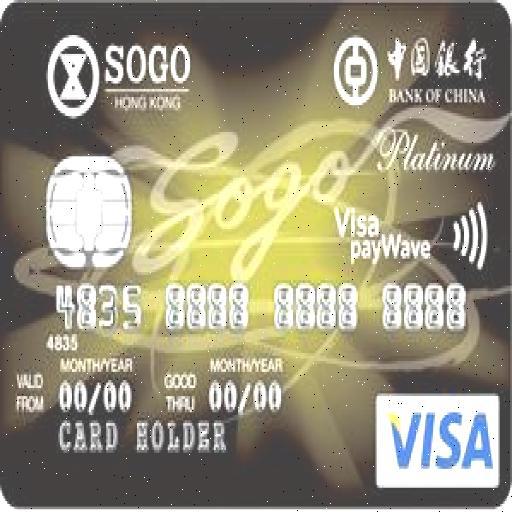 SOGO
HONG KONG
中国银行
BANK OF CHINA
Platinum
Sogo
Visa
payWave
4835 8888 8888 8888
4835
MONTH/YEAR MONTH/YEAR
VALID FROM 00/00 GOOD THRU 00/00
CARD HOLDER
VISA